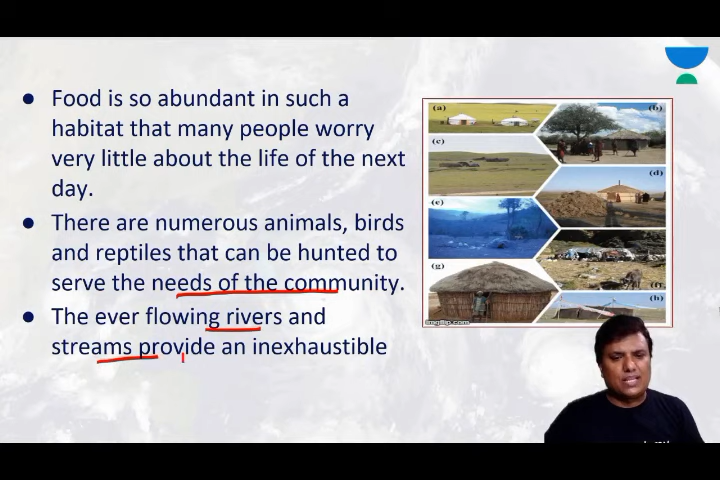 ● Food is so abundant in such a
habitat that many people worry
very little about the life of the next
day.
● There are numerous animals, birds
and reptiles that can be hunted to
serve the needs of the community.
● The ever flowing rivers and
streams provide an inexhaustible
(a)
(b)
(c)
(d)
(e)
(f)
(g)
(h)
imgflip.com